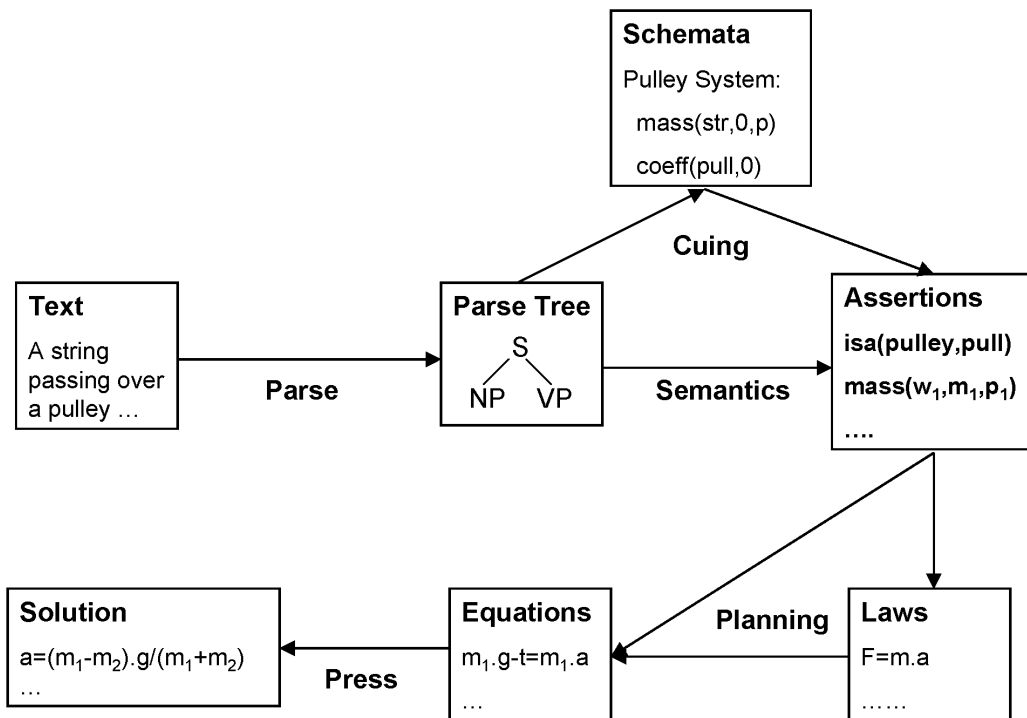 Schemata
Pulley System:
mass(str,0,p)
coeff(pull,0)
Cuing
Text
A string
passing over
a pulley …
Parse
Parse Tree
S
NP VP
Semantics
Assertions
isa(pulley,pull)
mass(w₁,m₁,p₁)
….
Solution
a=(m₁-m₂).g/(m₁+m₂)
…
Press
Equations
m₁.g-t=m₁.a
…
Planning
Laws
F=m.a
……